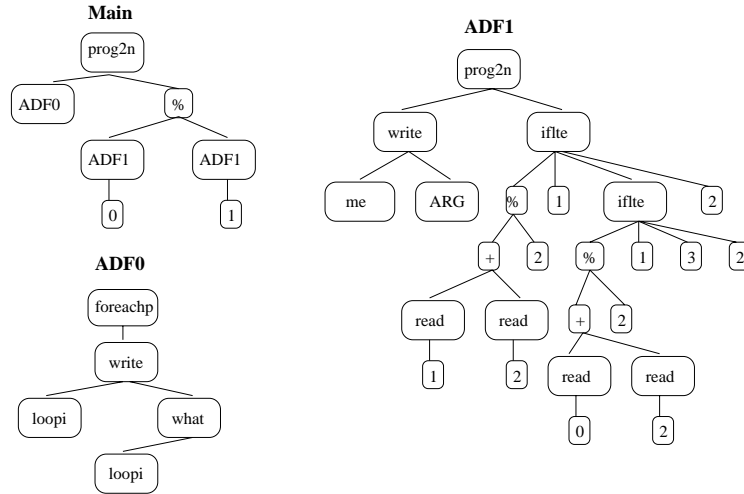 Main
prog2n
ADF0
%
ADF1
ADF1
0
1
ADF0
foreachp
write
loopi
what
loopi
ADF1
prog2n
write
iflte
me
ARG
%
1
iflte
2
+
2
%
1
3
2
read
read
+
2
1
2
read
read
0
2